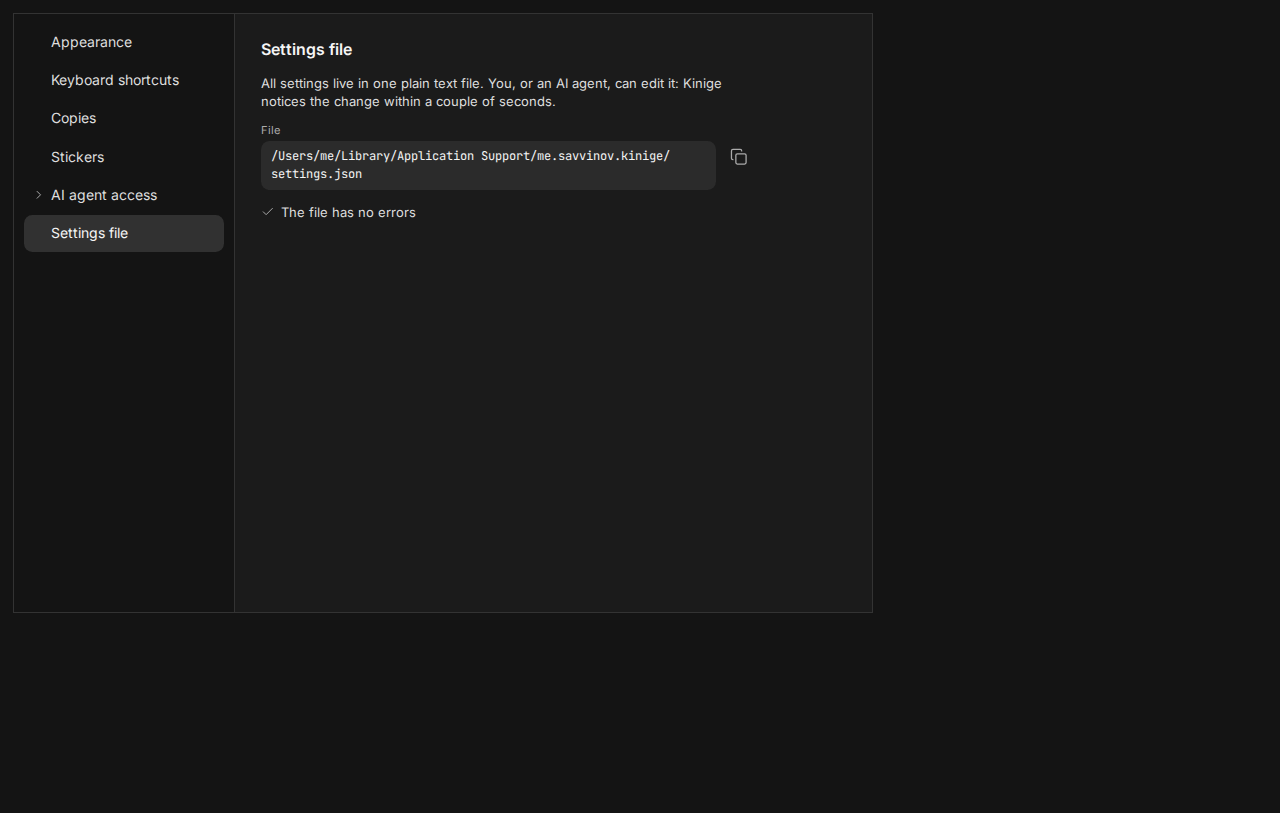 Appearance
Keyboard shortcuts
Copies
Stickers
AI agent access
Settings file
Settings file
All settings live in one plain text file. You, or an AI agent, can edit it: Kinige
notices the change within a couple of seconds.
File
/Users/me/Library/Application Support/me.savvinov.kinige/
settings.json
The file has no errors